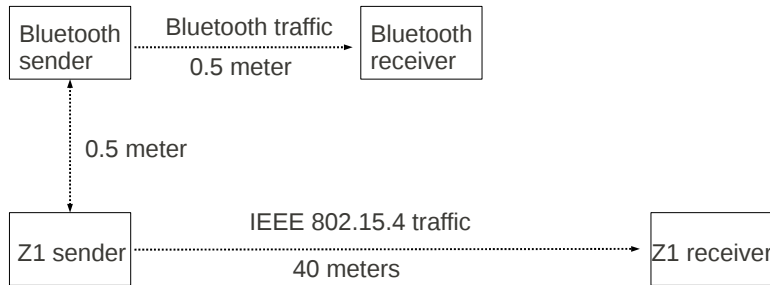 Bluetooth
sender
Bluetooth traffic
0.5 meter
Bluetooth
receiver
0.5 meter
Z1 sender
IEEE 802.15.4 traffic
40 meters
Z1 receiver